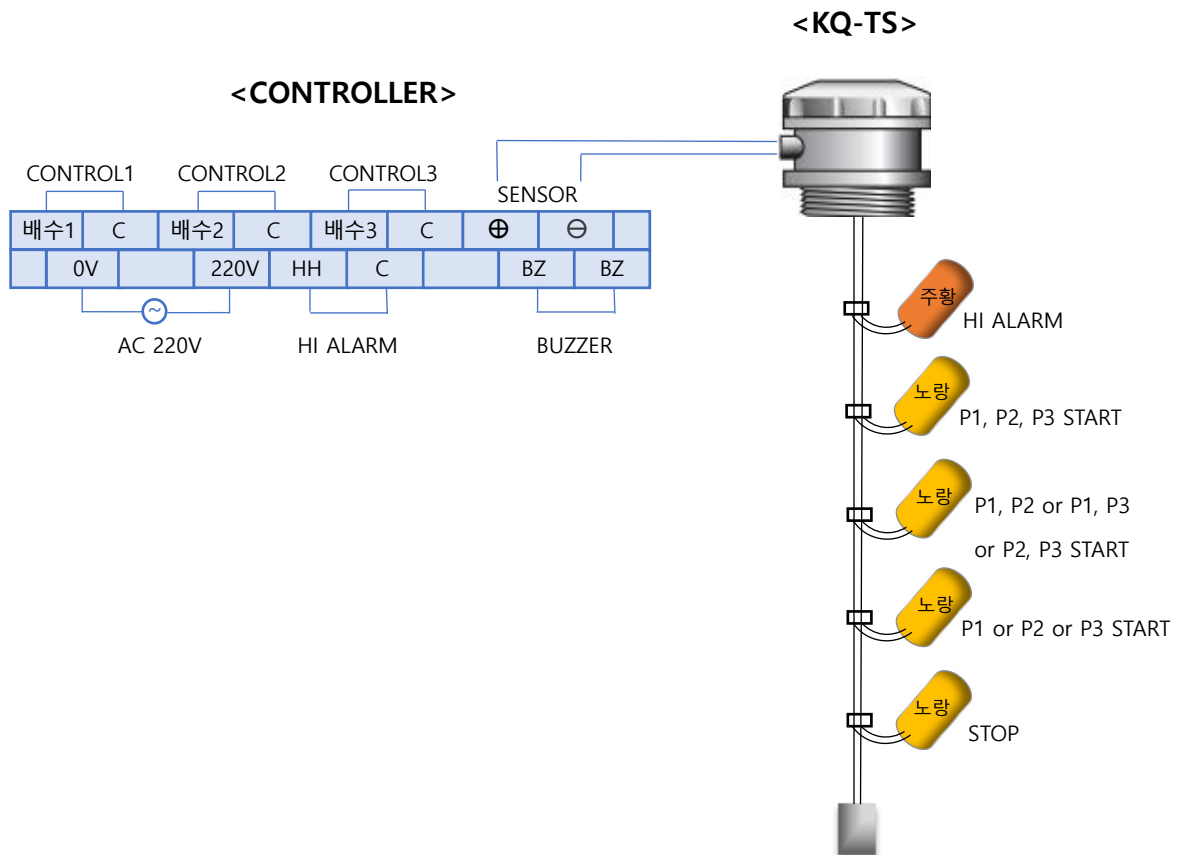 <KQ-TS>
<CONTROLLER>
CONTROL1 CONTROL2 CONTROL3 SENSOR
배수1 C 배수2 C 배수3 C ⊕ ⊖
0V 220V HH C BZ BZ
~
AC 220V HI ALARM BUZZER
주황
HI ALARM
노랑
P1, P2, P3 START
노랑
P1, P2 or P1, P3
or P2, P3 START
노랑
P1 or P2 or P3 START
노랑
STOP